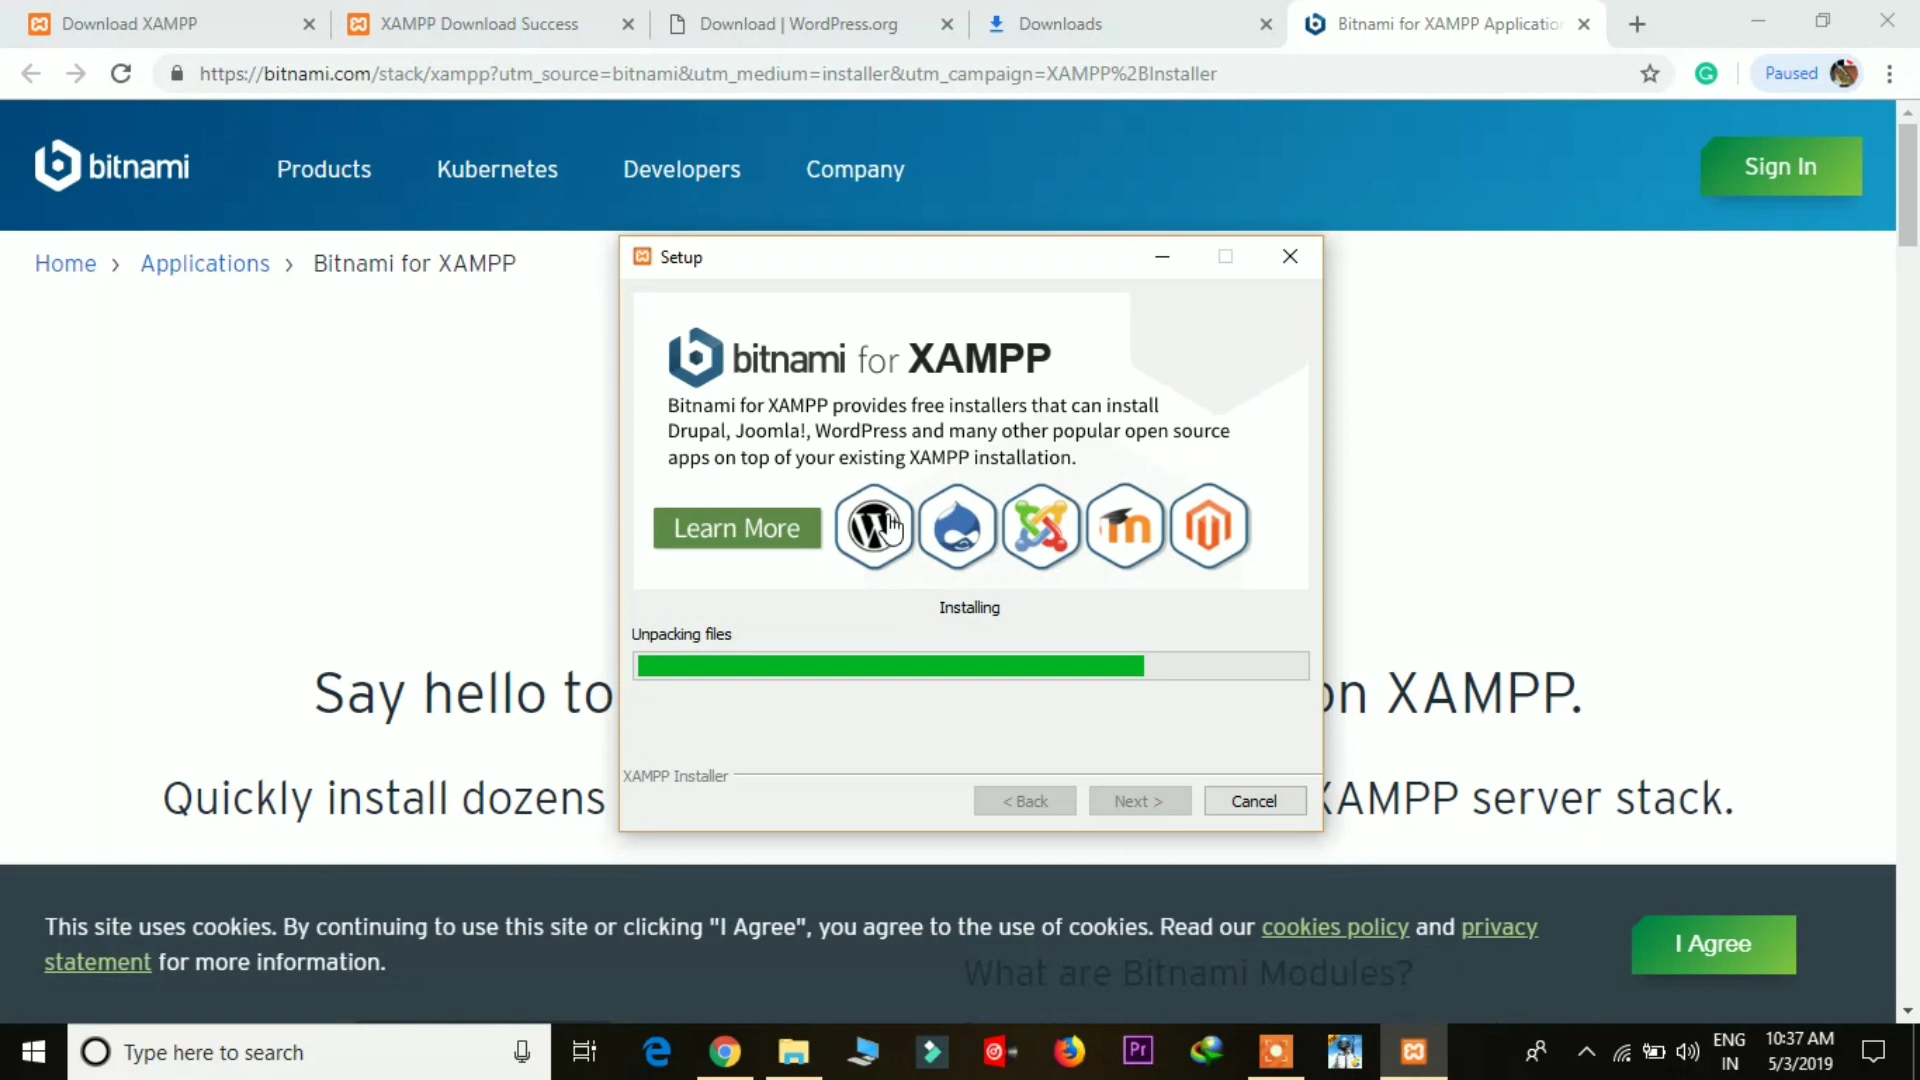 Download XAMPP
XAMPP Download Success
Download | WordPress.org
Downloads
Bitnami for XAMPP Application
https://bitnami.com/stack/xampp?utm_source=bitnami&utm_medium=installer&utm_campaign=XAMPP%2BInstaller
Paused
bitnami
Products
Kubernetes
Developers
Company
Sign In
Home > Applications > Bitnami for XAMPP
Setup
bitnami for XAMPP
Bitnami for XAMPP provides free installers that can install
Drupal, Joomla!, WordPress and many other popular open source
apps on top of your existing XAMPP installation.
Learn More
Installing
Unpacking files
Say hello to
on XAMPP.
XAMPP Installer
< Back
Next >
Cancel
Quickly install dozens
XAMPP server stack.
This site uses cookies. By continuing to use this site or clicking "I Agree", you agree to the use of cookies. Read our cookies policy and privacy
statement for more information.
I Agree
What are Bitnami Modules?
Type here to search
Pr
ENG
IN
10:37 AM
5/3/2019